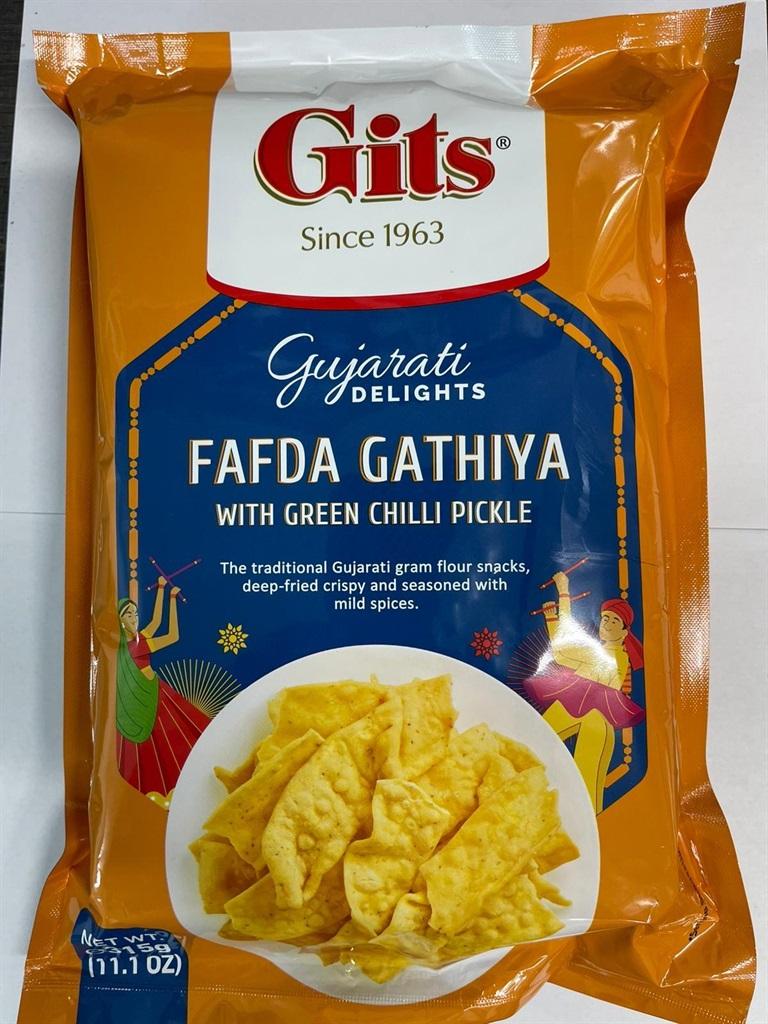 Gits®
Since 1963
Gujarati
DELIGHTS
FAFDA GATHIYA
WITH GREEN CHILLI PICKLE
The traditional Gujarati gram flour snacks,
deep-fried crispy and seasoned with
mild spices.
NET WT
315g
(11.1 OZ)